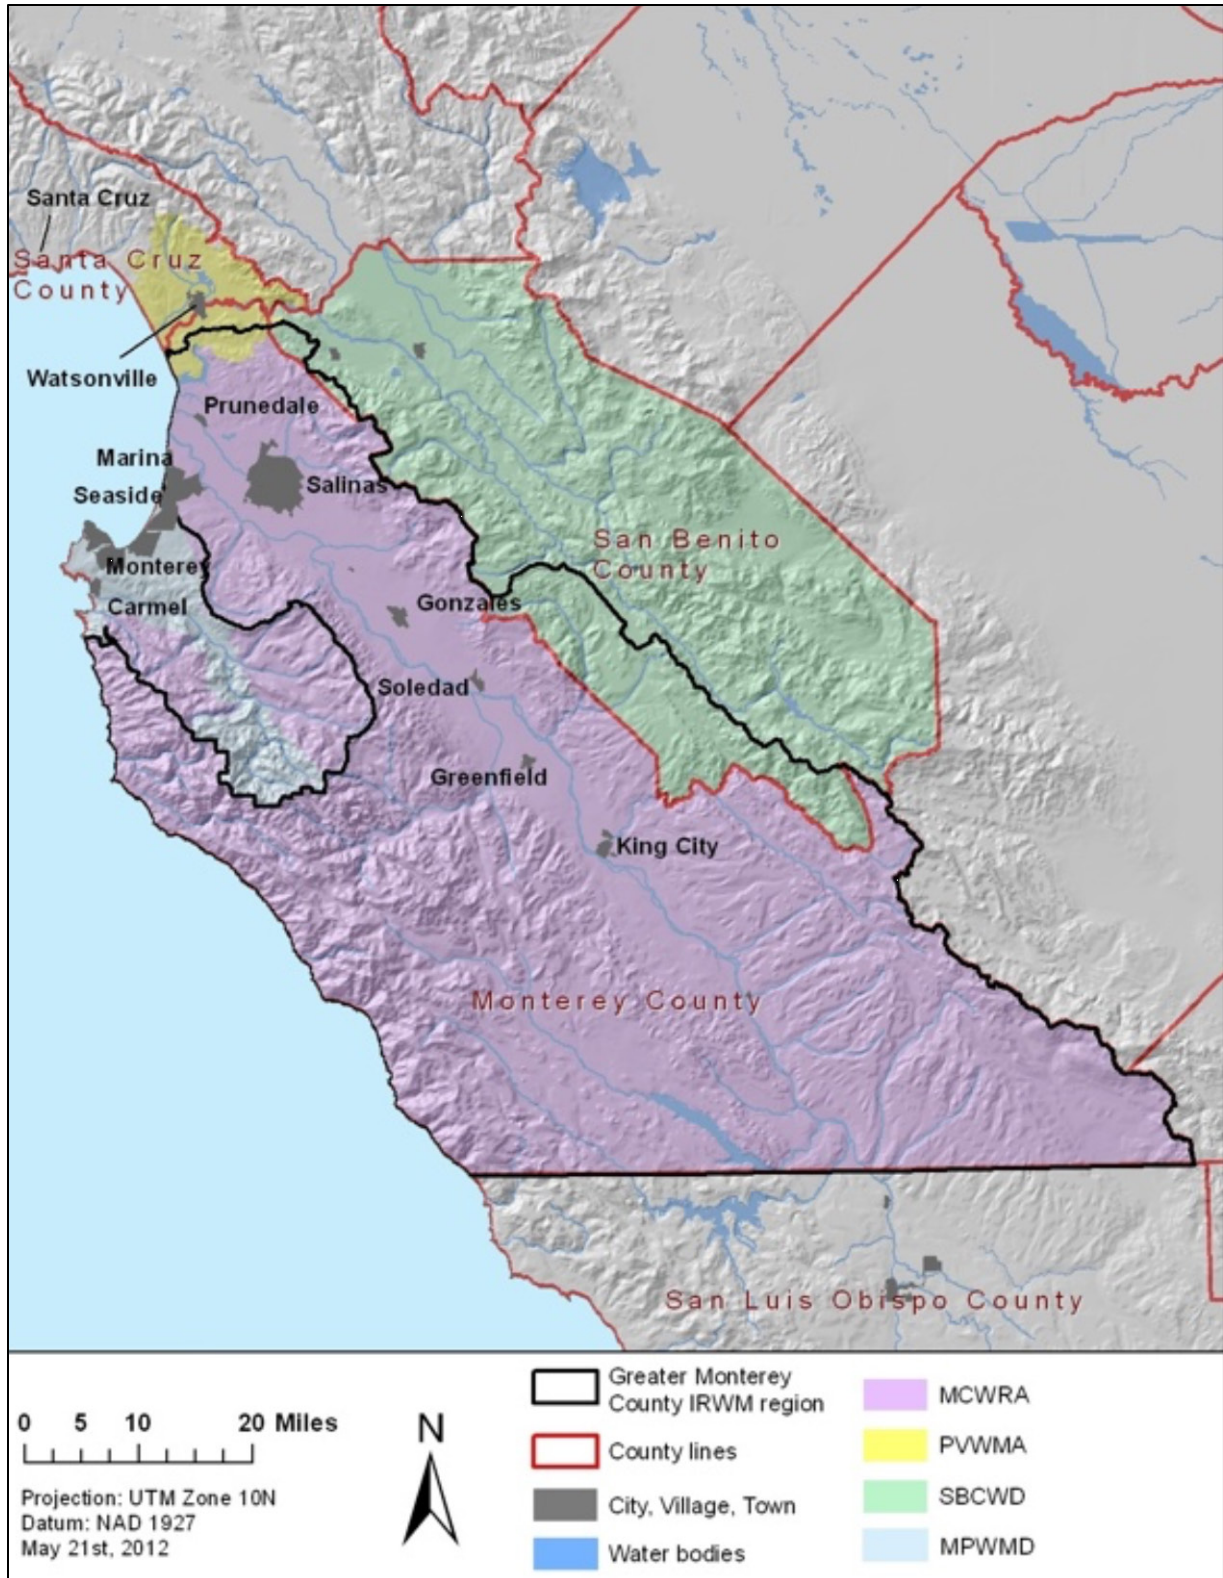 Santa Cruz
Santa Cruz
County
Watsonville
Prunedale
Marina
Salinas
Seaside
San Benito
County
Monterey
Carmel
Gonzales
Soledad
Greenfield
King City
Monterey County
San Luis Obispo County
0 5 10 20 Miles
Projection: UTM Zone 10N
Datum: NAD 1927
May 21st, 2012
N
Greater Monterey
County IRWM region
County lines
City, Village, Town
Water bodies
MCWRA
PVWMA
SBCWD
MPWMD